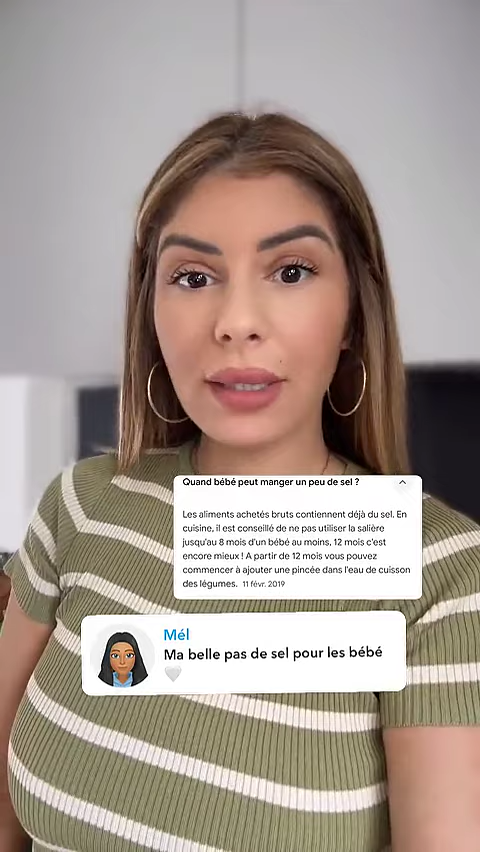 Quand bébé peut manger un peu de sel ?
Les aliments achetés bruts contiennent déjà du sel. En
cuisine, il est conseillé de ne pas utiliser la salière
jusqu'au 8 mois d'un bébé au moins, 12 mois c'est
encore mieux ! A partir de 12 mois vous pouvez
commencer à ajouter une pincée dans l'eau de cuisson
des légumes. 11 févr. 2019
Mél
Ma belle pas de sel pour les bébé
🤍